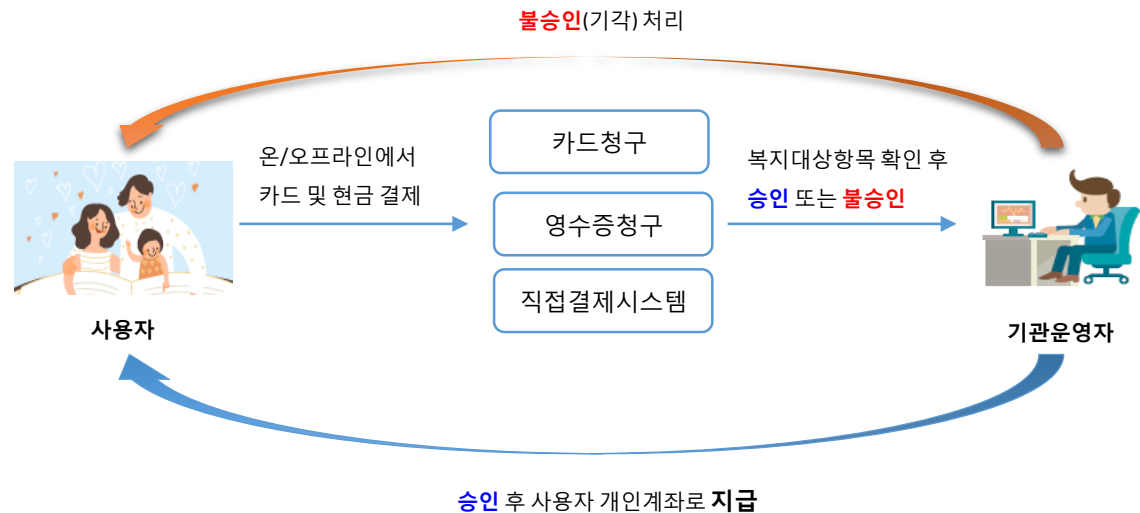 불승인(기각) 처리
온/오프라인에서
카드 및 현금 결제
카드청구
영수증청구
직접결제시스템
복지대상항목 확인 후
승인 또는 불승인
사용자
기관운영자
승인 후 사용자 개인계좌로 지급